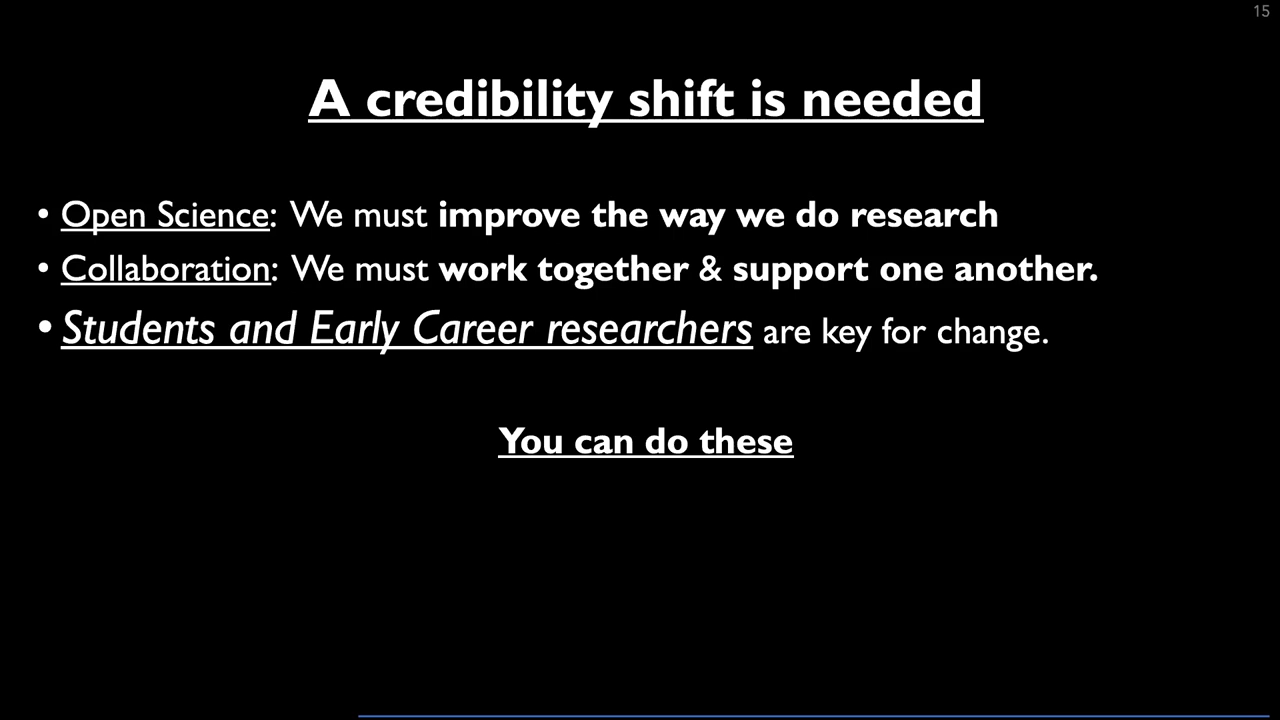 15
A credibility shift is needed
• Open Science: We must improve the way we do research
• Collaboration: We must work together & support one another.
• Students and Early Career researchers are key for change.
You can do these